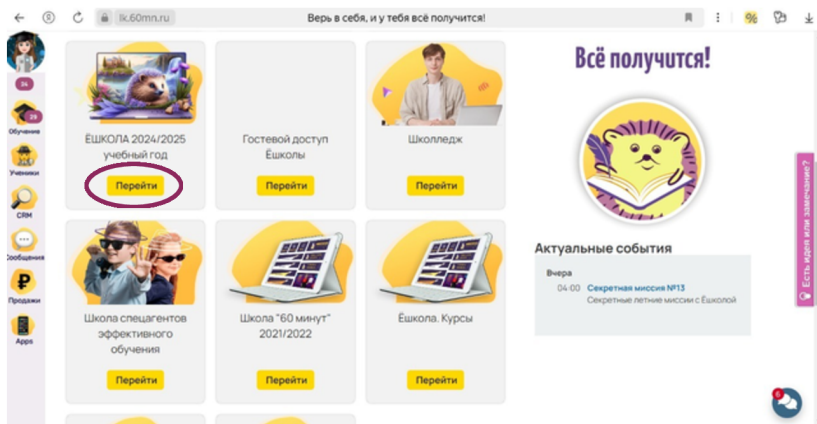 lk.60mn.ru
Верь в себя, и у тебя всё получится!
34
29
Обучение
Ученики
CRM
Сообщения
Продажи
Apps
ЁШКОЛА 2024/2025
учебный год
Перейти
Гостевой доступ
Ёшколы
Перейти
Школледж
Перейти
Школа спецагентов
эффективного
обучения
Перейти
Школа "60 минут"
2021/2022
Перейти
Ёшкола. Курсы
Перейти
Всё получится!
Актуальные события
Вчера
04:00 Секретная миссия №13
Секретные летние миссии с Ёшколой
Есть идея или замечание?
6